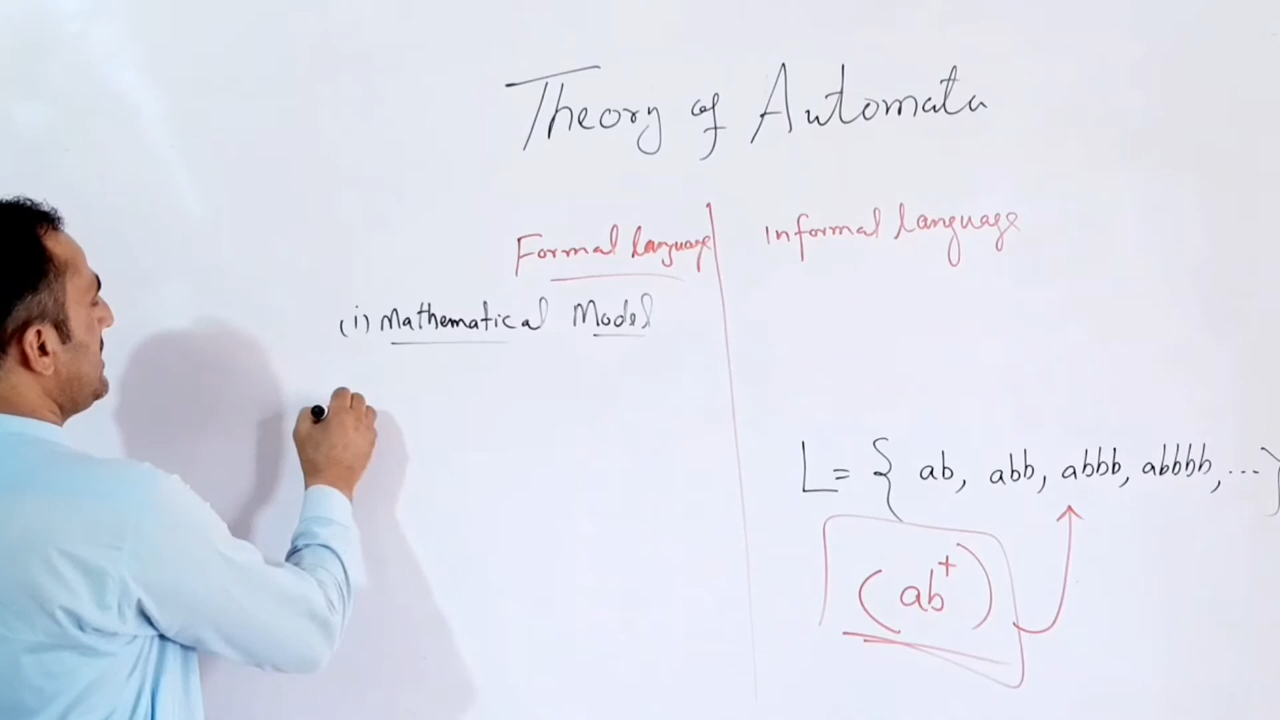 Theory of Automata
Formal language
Informal language
(i) Mathematical Model
L= { ab, abb, abbb, abbbb, ...}
(ab⁺)